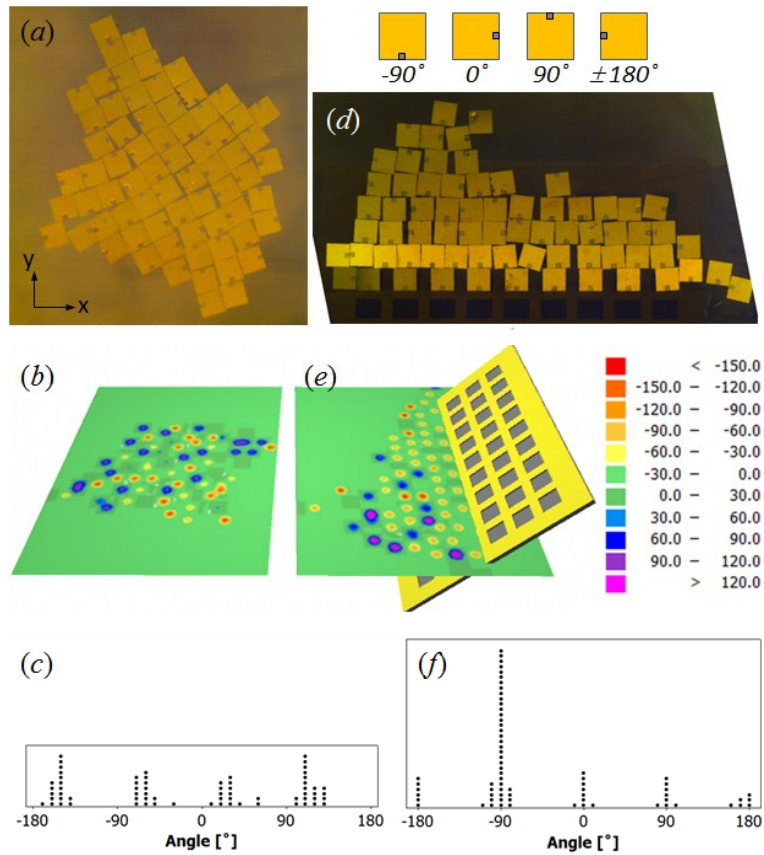 (a)
y
x
-90˚ 0˚ 90˚ ±180˚
(d)
(b)
(e)
< -150.0
-150.0 – -120.0
-120.0 – -90.0
-90.0 – -60.0
-60.0 – -30.0
-30.0 – 0.0
0.0 – 30.0
30.0 – 60.0
60.0 – 90.0
90.0 – 120.0
> 120.0
(c)
-180 -90 0 90 180
Angle [˚]
(f)
-180 -90 0 90 180
Angle [˚]